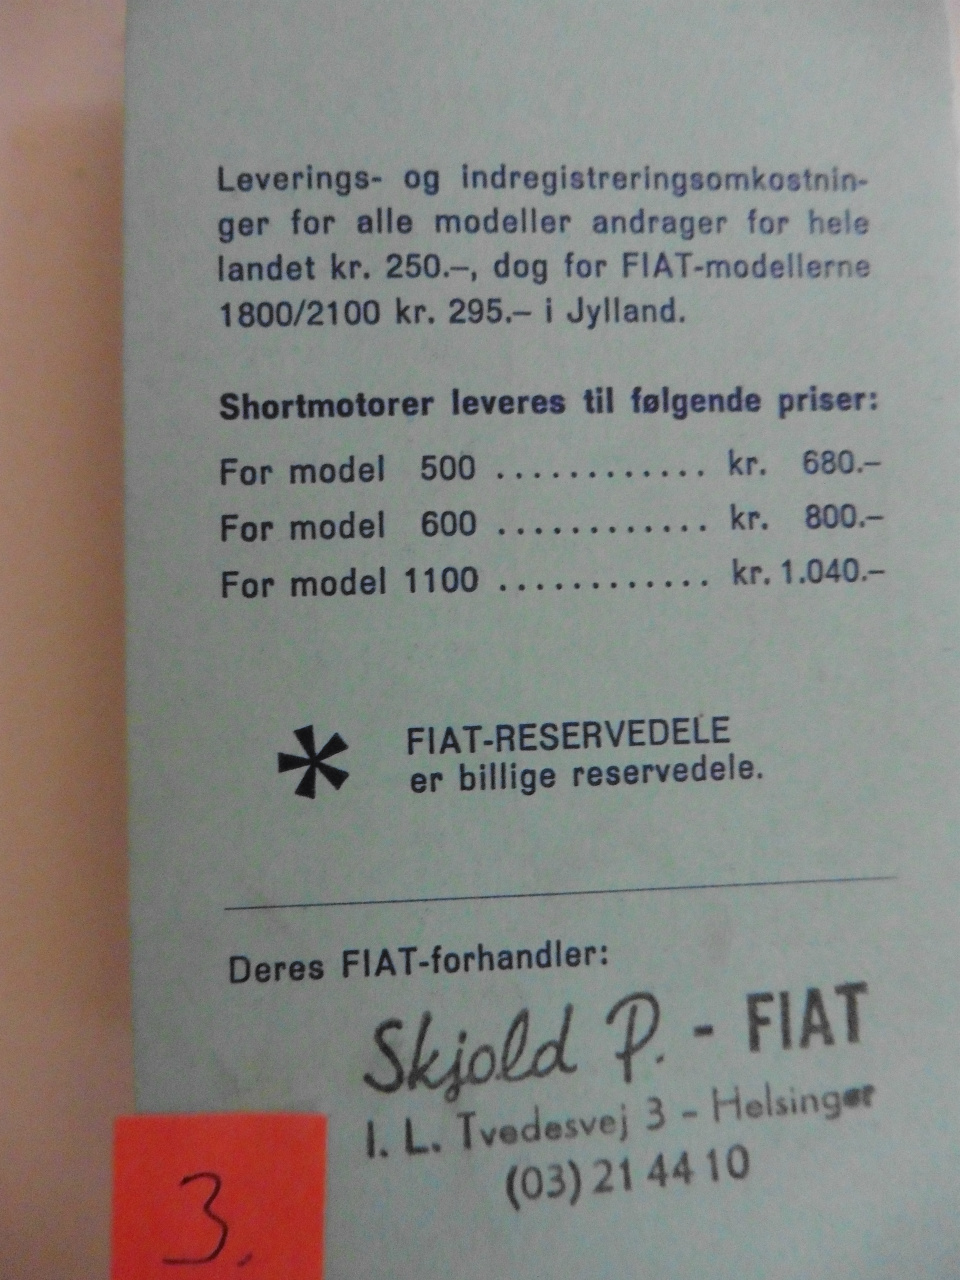 Leverings- og indregistreringsomkostnin-
ger for alle modeller andrager for hele
landet kr. 250.–, dog for FIAT-modellerne
1800/2100 kr. 295.– i Jylland.
Shortmotorer leveres til følgende priser:
For model 500 ............ kr. 680.–
For model 600 ............ kr. 800.–
For model 1100 ............ kr. 1.040.–
FIAT-RESERVEDELE
er billige reservedele.
Deres FIAT-forhandler:
Skjold P. - FIAT
I. L. Tvedesvej 3 - Helsingør
(03) 21 44 10
3.